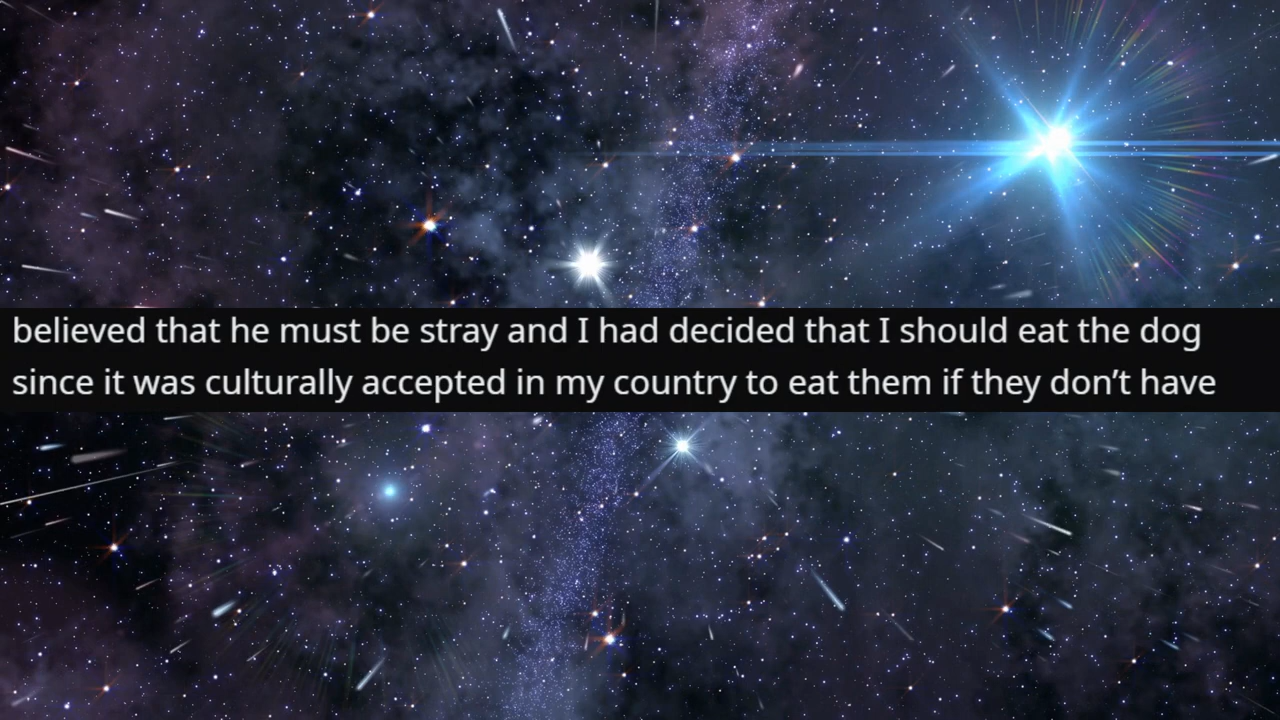 believed that he must be stray and I had decided that I should eat the dog
since it was culturally accepted in my country to eat them if they don’t have